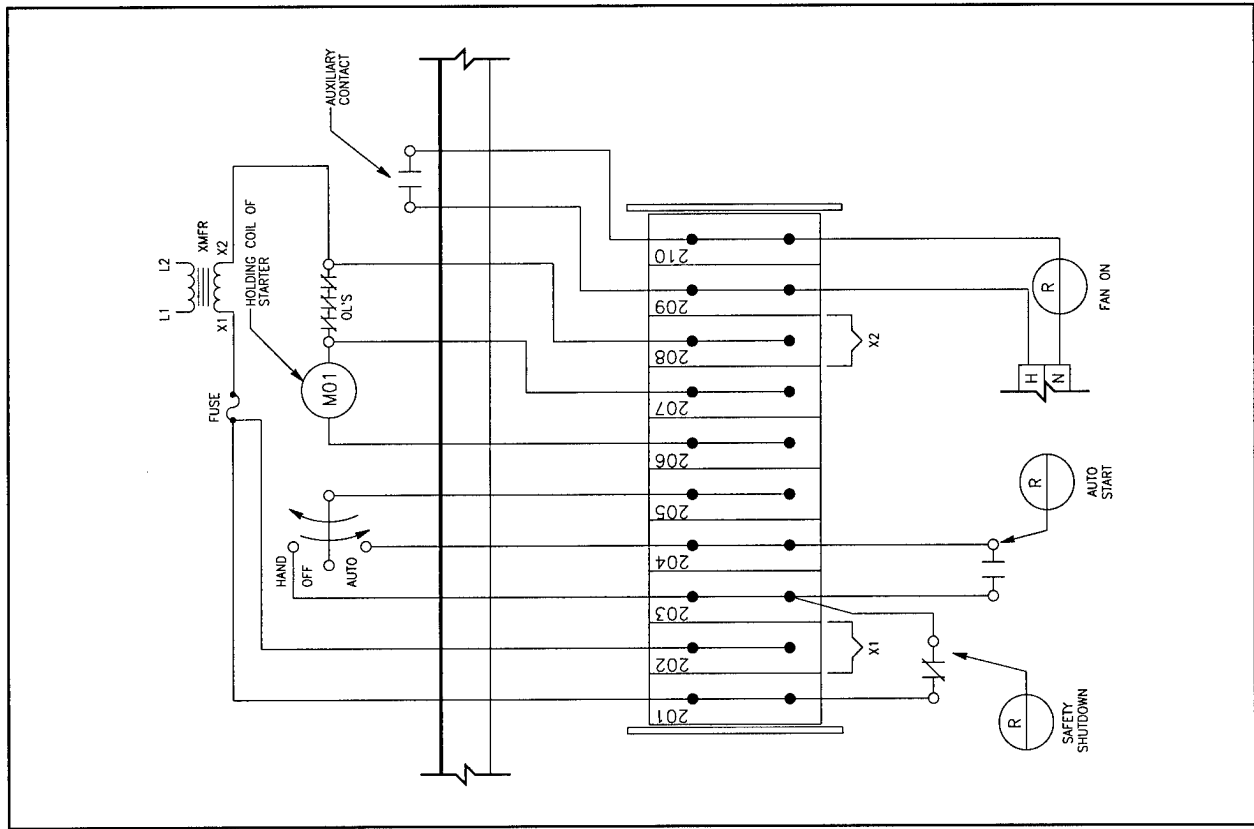 L1
L2
XMFR
X1
X2
HOLDING COIL OF
STARTER
FUSE
AUXILIARY
CONTACT
M01
OL'S
HAND
OFF
AUTO
201
202
203
204
205
206
207
208
209
210
X1
X2
H
N
R
FAN ON
R
AUTO
START
R
SAFETY
SHUTDOWN